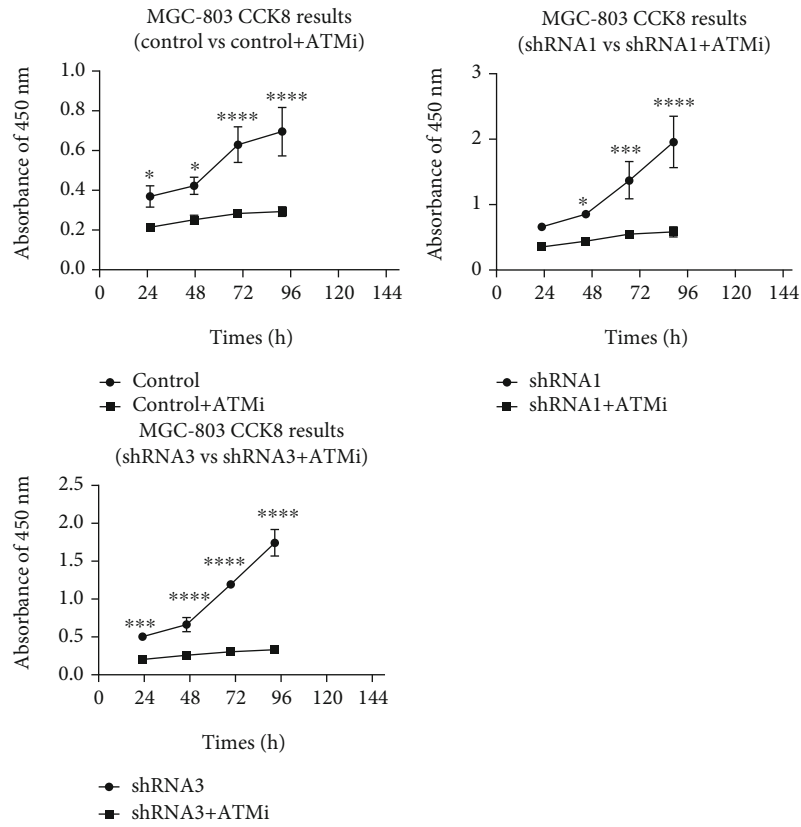 MGC-803 CCK8 results
(control vs control+ATMi)
Absorbance of 450 nm
1.0
0.8
0.6
0.4
0.2
0.0
* * **** ****
0 24 48 72 96 120 144
Times (h)
Control
Control+ATMi
MGC-803 CCK8 results
(shRNA1 vs shRNA1+ATMi)
Absorbance of 450 nm
3
2
1
0
* *** ****
0 24 48 72 96 120 144
Times (h)
shRNA1
shRNA1+ATMi
MGC-803 CCK8 results
(shRNA3 vs shRNA3+ATMi)
Absorbance of 450 nm
2.5
2.0
1.5
1.0
0.5
0.0
*** **** **** ****
0 24 48 72 96 120 144
Times (h)
shRNA3
shRNA3+ATMi